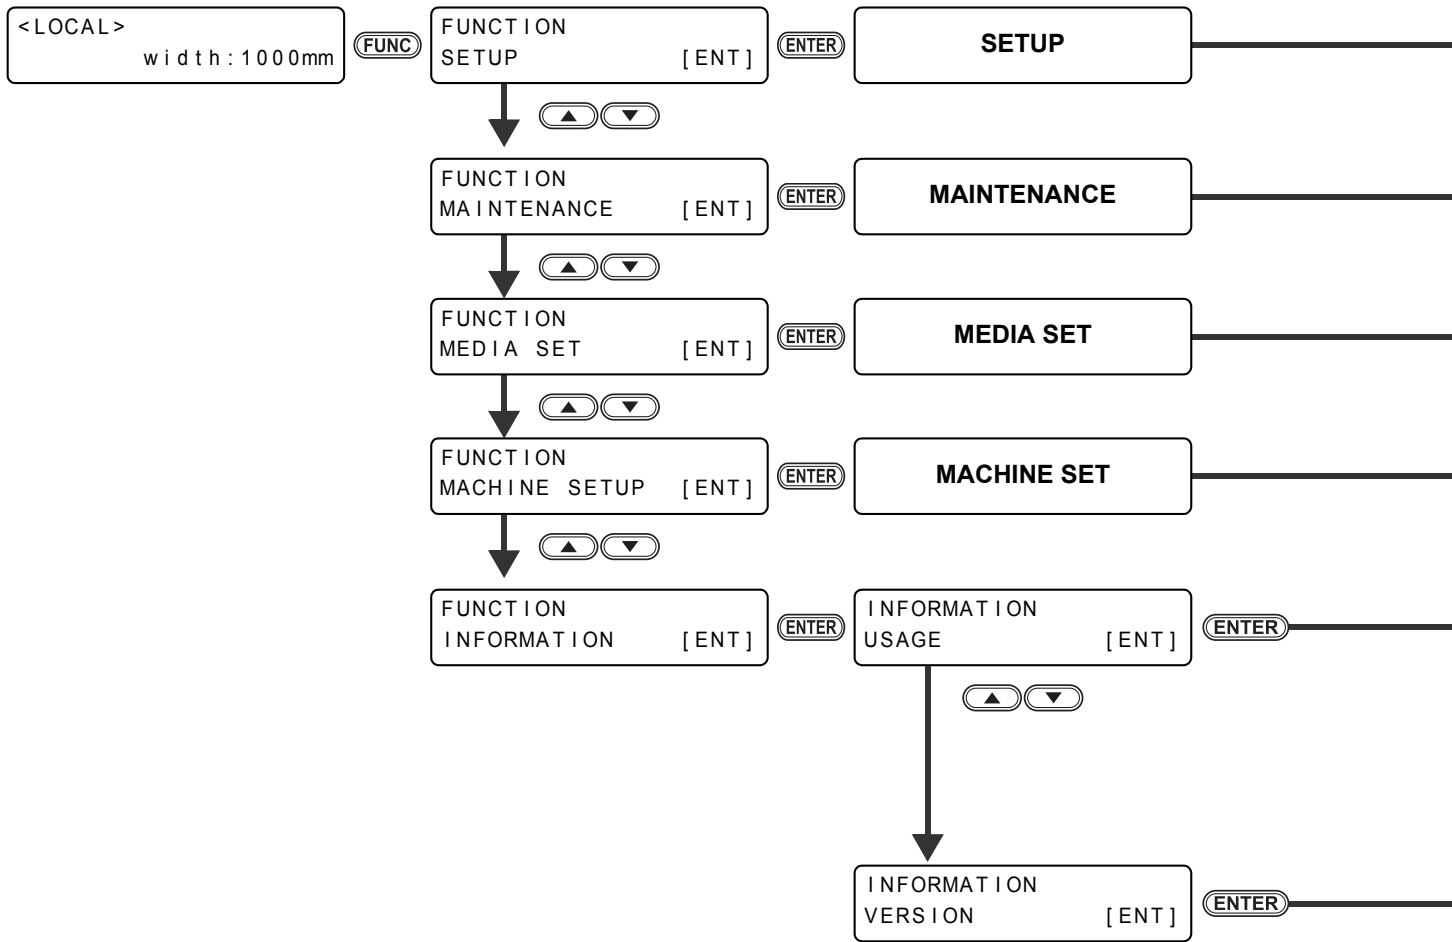 <LOCAL>
width:1000mm
FUNC
FUNCTION
SETUP [ENT]
ENTER
SETUP
FUNCTION
MAINTENANCE [ENT]
ENTER
MAINTENANCE
FUNCTION
MEDIA SET [ENT]
ENTER
MEDIA SET
FUNCTION
MACHINE SETUP [ENT]
ENTER
MACHINE SET
FUNCTION
INFORMATION [ENT]
ENTER
INFORMATION
USAGE [ENT]
ENTER
INFORMATION
VERSION [ENT]
ENTER